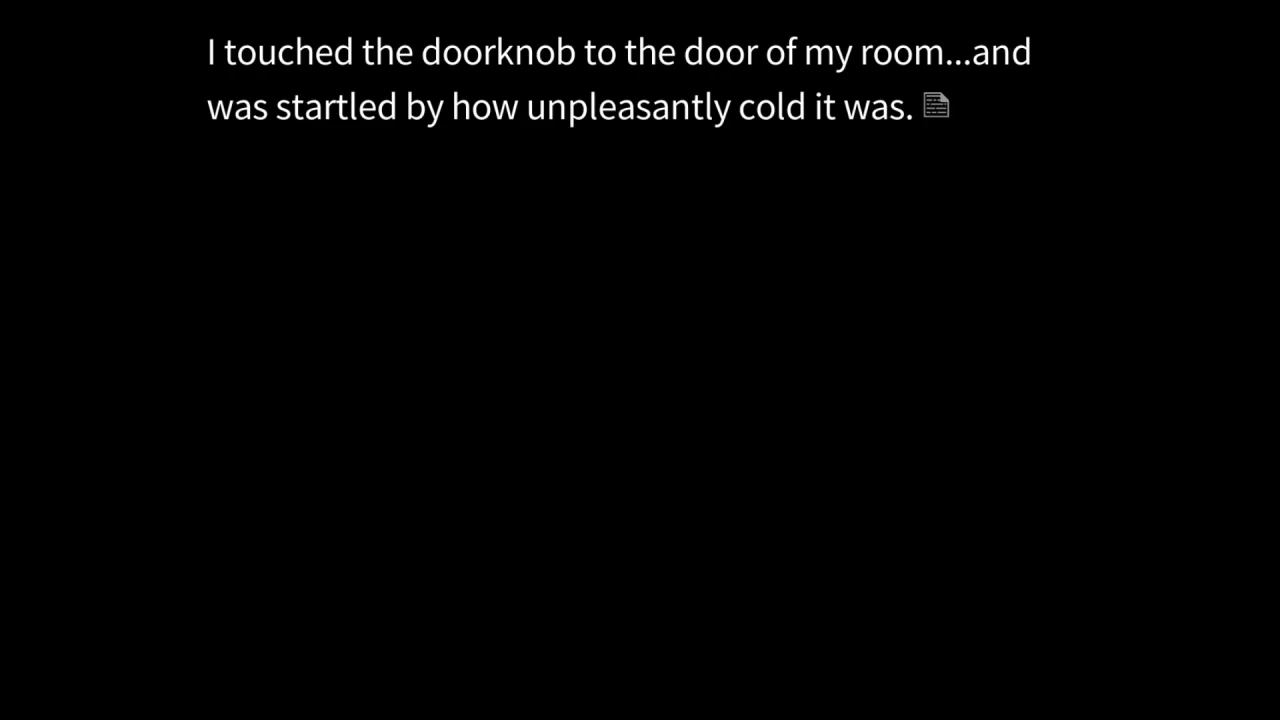 I touched the doorknob to the door of my room...and
was startled by how unpleasantly cold it was.